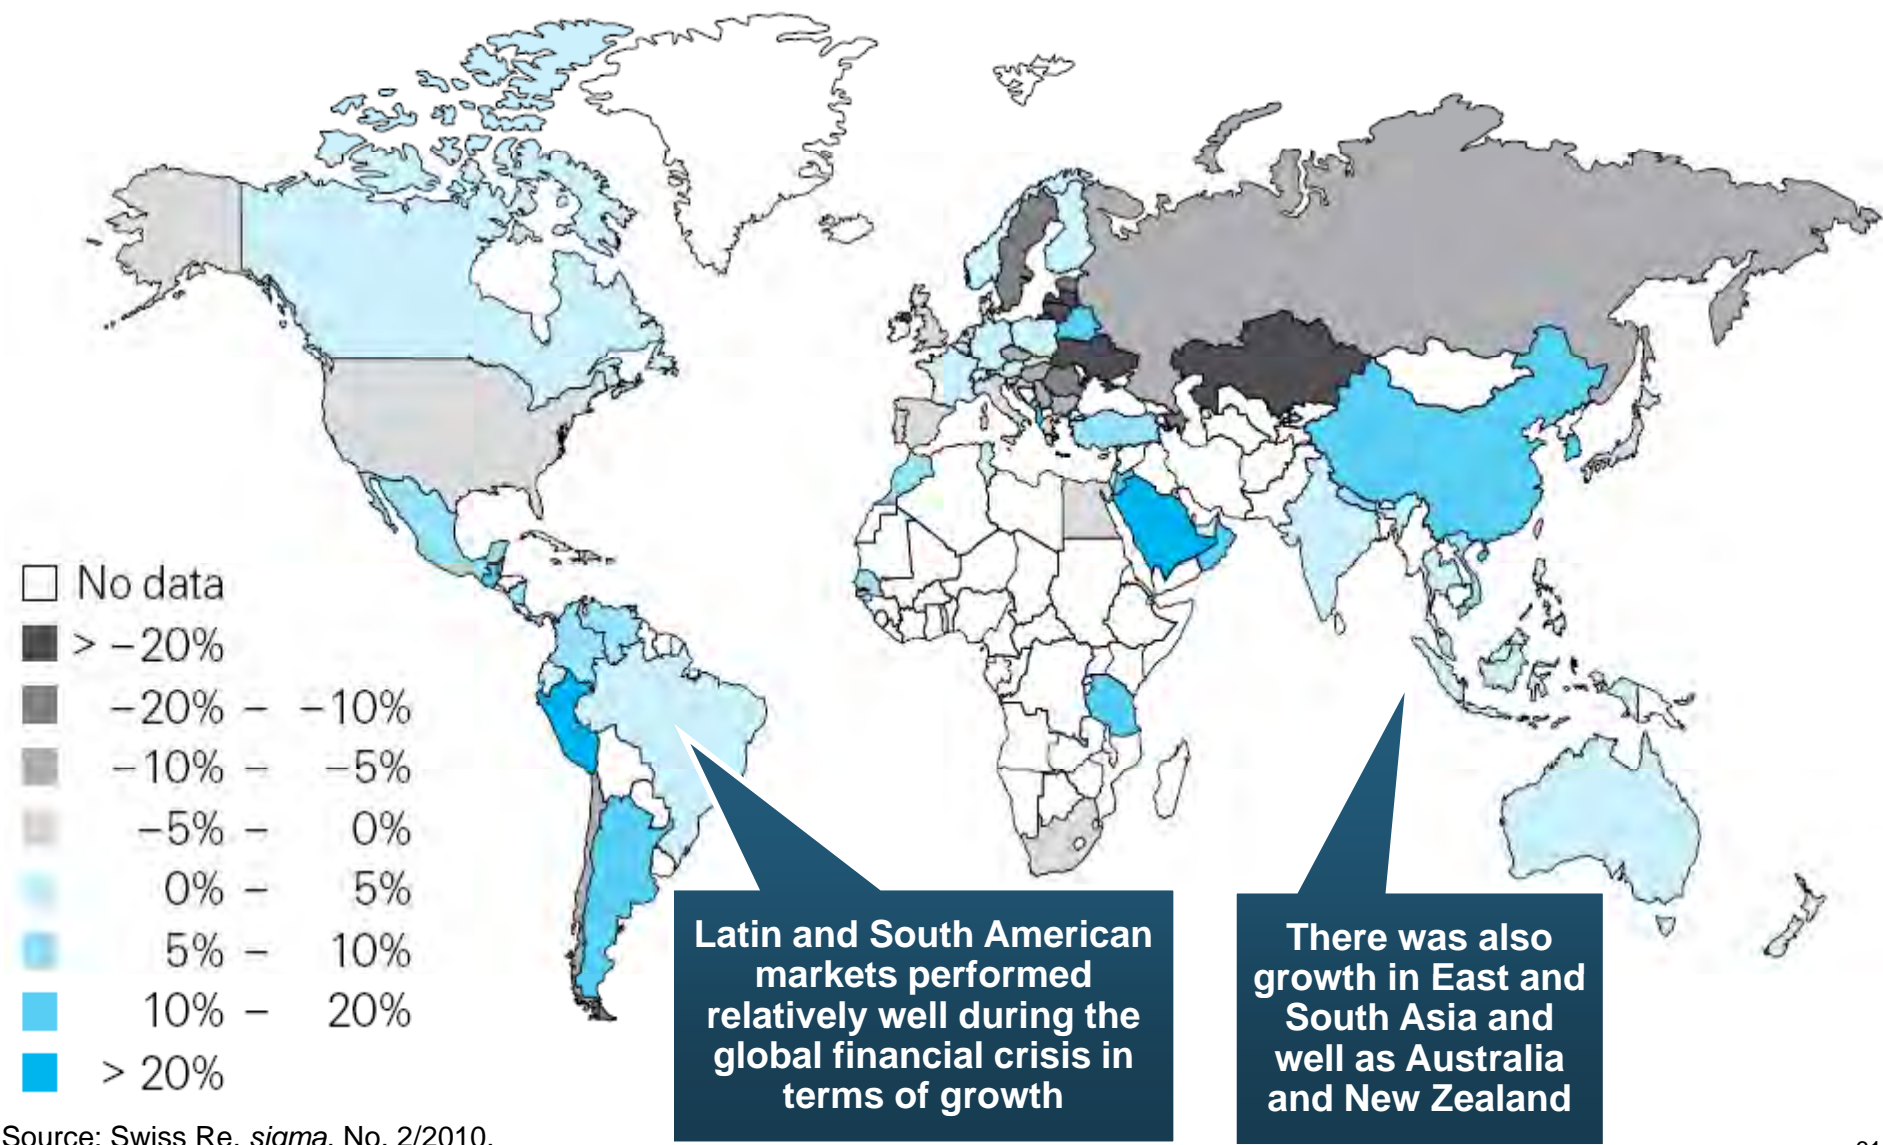 No data
> −20%
−20% – −10%
−10% – −5%
−5% – 0%
0% – 5%
5% – 10%
10% – 20%
> 20%
Latin and South American
markets performed
relatively well during the
global financial crisis in
terms of growth
There was also
growth in East and
South Asia and
well as Australia
and New Zealand
Source: Swiss Re, sigma, No. 2/2010.